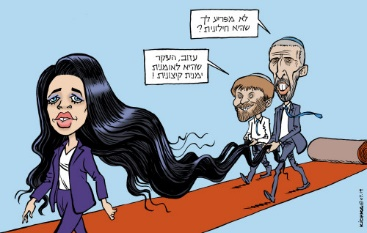 לא מפריע לך
שהיא חילונית?
עזוב, העיקר
שהיא לאומנית
ימנית קיצונית!